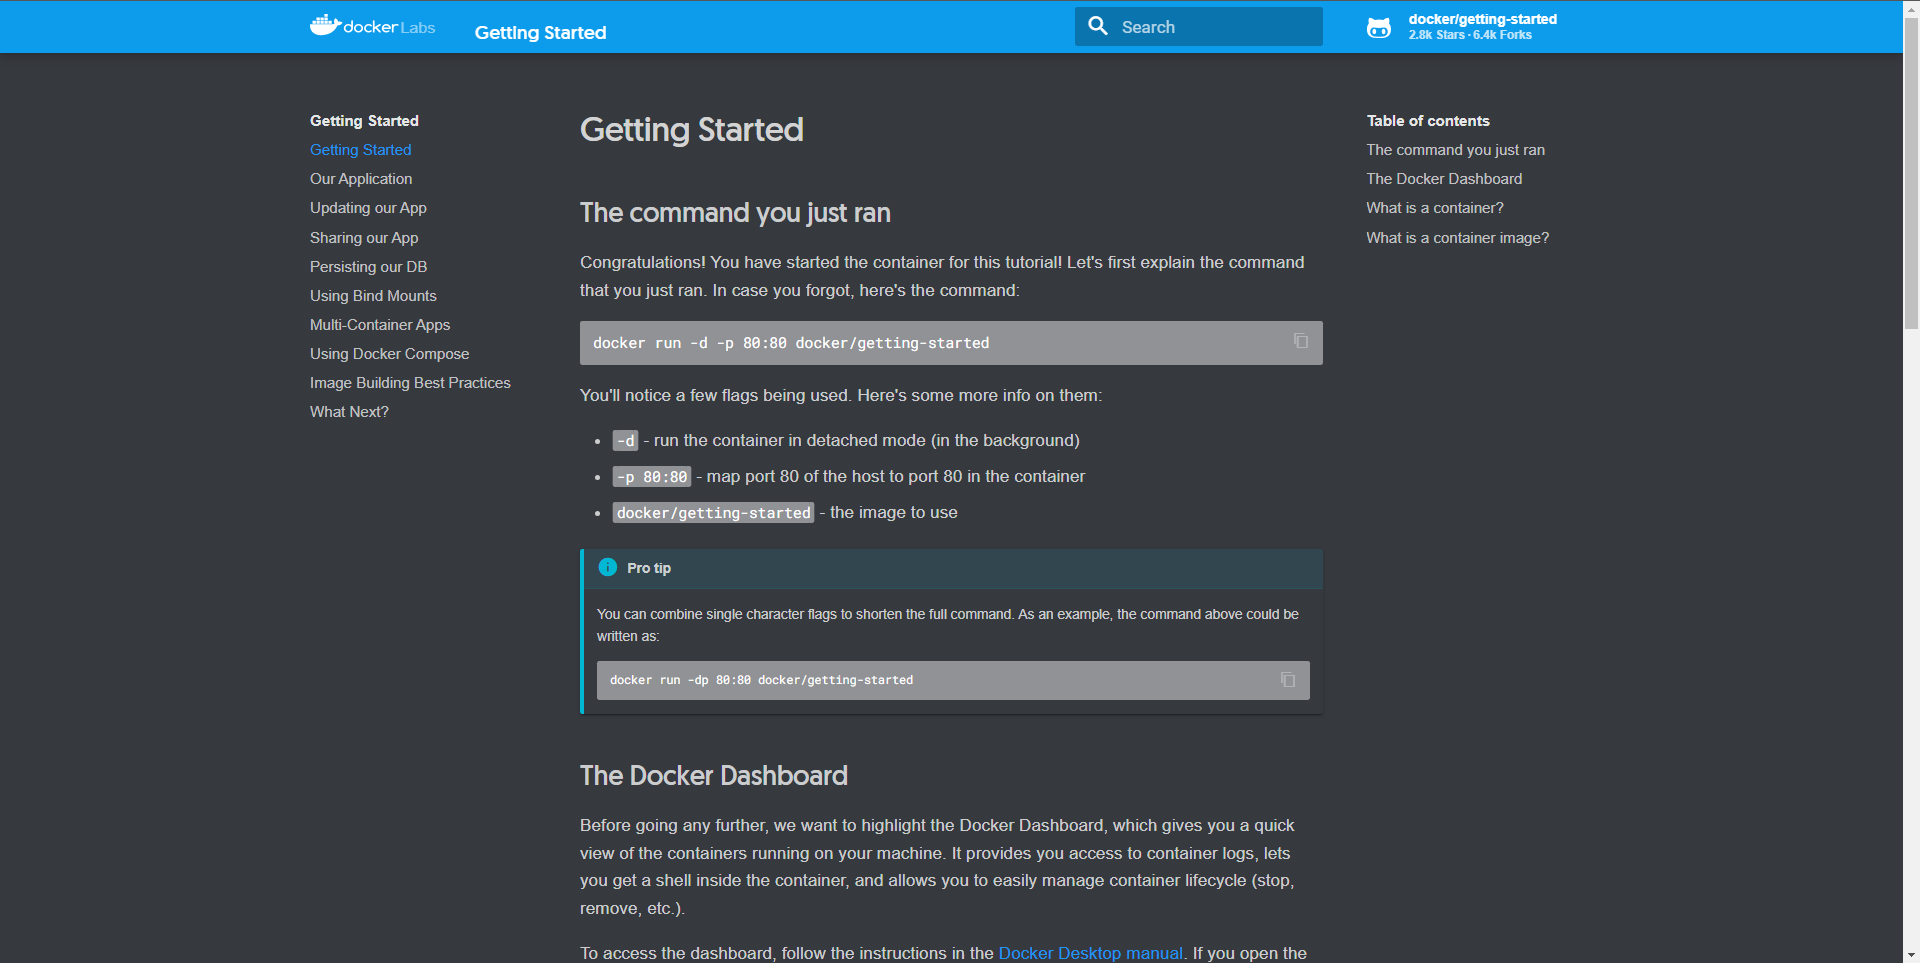 docker Labs
Getting Started
Search
docker/getting-started
2.8k Stars · 6.4k Forks
Getting Started
Getting Started
Our Application
Updating our App
Sharing our App
Persisting our DB
Using Bind Mounts
Multi-Container Apps
Using Docker Compose
Image Building Best Practices
What Next?
Getting Started
The command you just ran
Congratulations! You have started the container for this tutorial! Let's first explain the command
that you just ran. In case you forgot, here's the command:
docker run -d -p 80:80 docker/getting-started
You'll notice a few flags being used. Here's some more info on them:
• -d - run the container in detached mode (in the background)
• -p 80:80 - map port 80 of the host to port 80 in the container
• docker/getting-started - the image to use
Pro tip
You can combine single character flags to shorten the full command. As an example, the command above could be
written as:
docker run -dp 80:80 docker/getting-started
The Docker Dashboard
Before going any further, we want to highlight the Docker Dashboard, which gives you a quick
view of the containers running on your machine. It provides you access to container logs, lets
you get a shell inside the container, and allows you to easily manage container lifecycle (stop,
remove, etc.).
To access the dashboard, follow the instructions in the Docker Desktop manual. If you open the
Table of contents
The command you just ran
The Docker Dashboard
What is a container?
What is a container image?